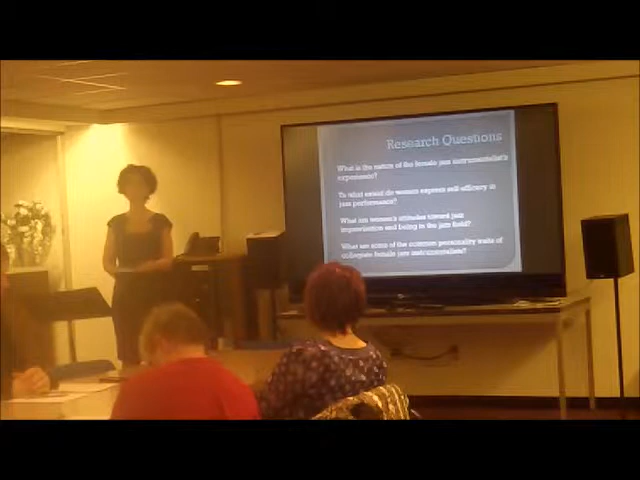 Research Questions
What is the nature of the female jazz instrumentalist's
experience?
To what extent do women express self-efficacy in
jazz performance?
What are women's attitudes toward jazz
improvisation and being in the jazz field?
What are some of the common personality traits of
collegiate female jazz instrumentalists?